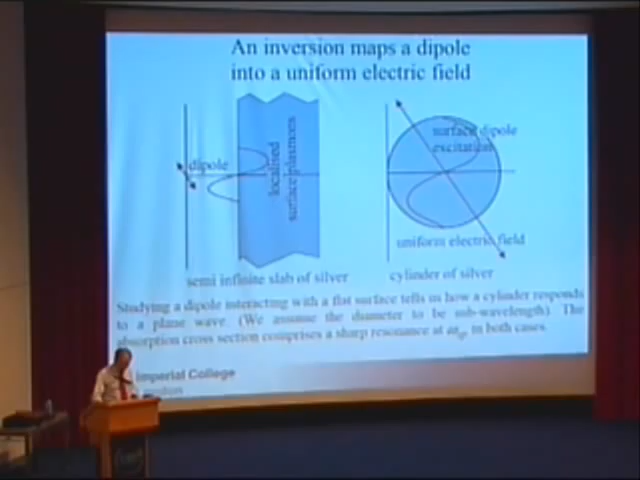 An inversion maps a dipole
into a uniform electric field
dipole
localised
surface plasmons
surface dipole
excitation
uniform electric field
semi infinite slab of silver
cylinder of silver
Studying a dipole interacting with a flat surface tells us how a cylinder responds
to a plane wave. (We assume the diameter to be sub-wavelength). The
absorption cross section comprises a sharp resonance at ωsp in both cases.
Imperial College
London